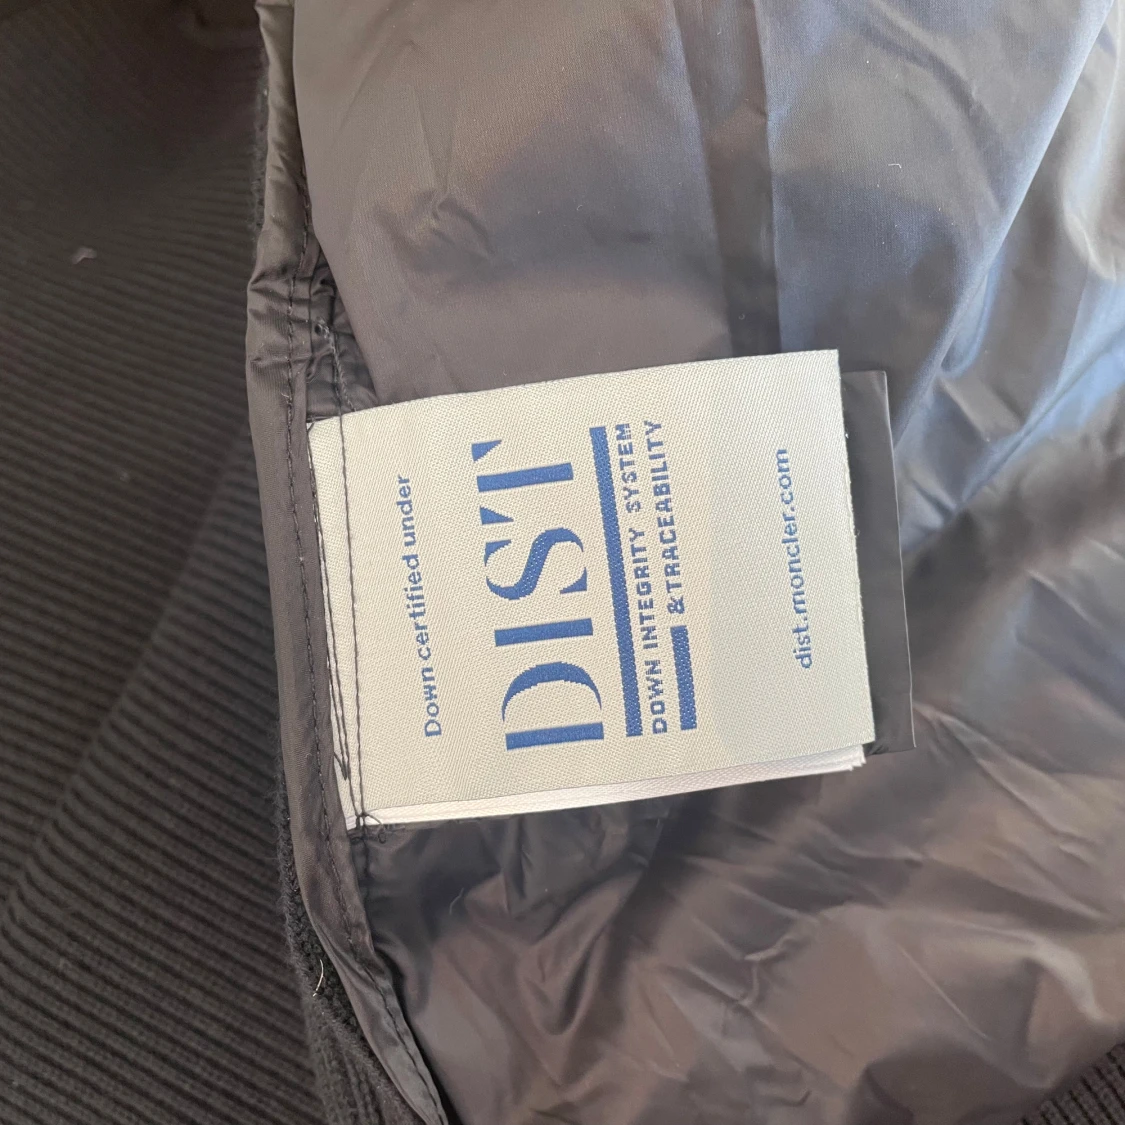 Down certified under
DIST
DOWN INTEGRITY SYSTEM
& TRACEABILITY
dist.moncler.com